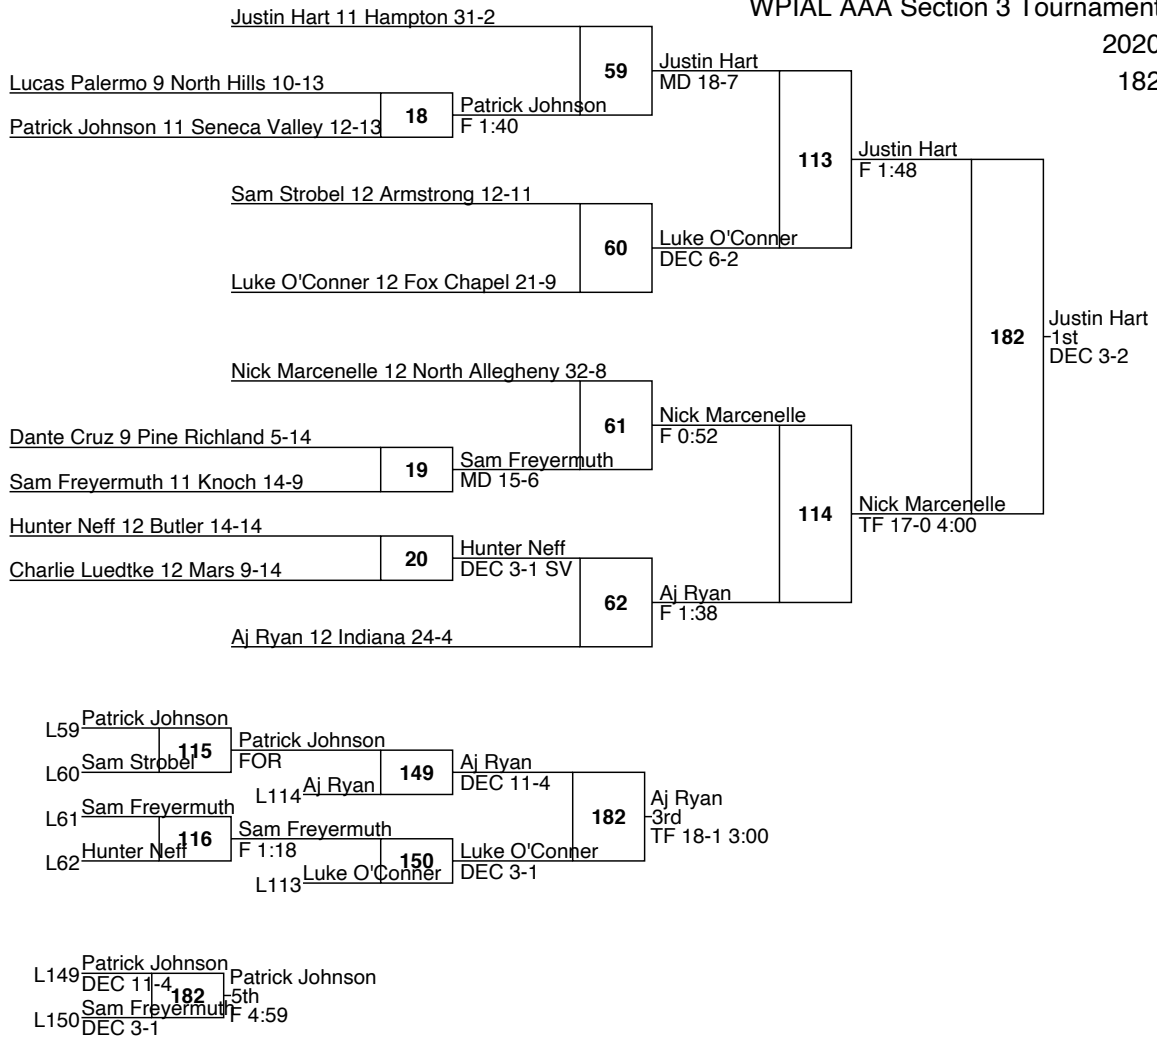 WPIAL AAA Section 3 Tournament
2020
182
Justin Hart 11 Hampton 31-2
59
Justin Hart
MD 18-7
Lucas Palermo 9 North Hills 10-13
18
Patrick Johnson
F 1:40
Patrick Johnson 11 Seneca Valley 12-13
113
Justin Hart
F 1:48
Sam Strobel 12 Armstrong 12-11
60
Luke O'Conner
DEC 6-2
Luke O'Conner 12 Fox Chapel 21-9
182
Justin Hart
1st
DEC 3-2
Nick Marcenelle 12 North Allegheny 32-8
61
Nick Marcenelle
F 0:52
Dante Cruz 9 Pine Richland 5-14
19
Sam Freyermuth
MD 15-6
Sam Freyermuth 11 Knoch 14-9
114
Nick Marcenelle
TF 17-0 4:00
Hunter Neff 12 Butler 14-14
20
Hunter Neff
DEC 3-1 SV
Charlie Luedtke 12 Mars 9-14
62
Aj Ryan
F 1:38
Aj Ryan 12 Indiana 24-4
L59
Patrick Johnson
115
Patrick Johnson
FOR
L60
Sam Strobel
149
Aj Ryan
DEC 11-4
L114
Aj Ryan
182
Aj Ryan
3rd
TF 18-1 3:00
L61
Sam Freyermuth
116
Sam Freyermuth
F 1:18
L62
Hunter Neff
150
Luke O'Conner
DEC 3-1
L113
Luke O'Conner
L149
Patrick Johnson
DEC 11-4
182
Patrick Johnson
5th
F 4:59
L150
Sam Freyermuth
DEC 3-1